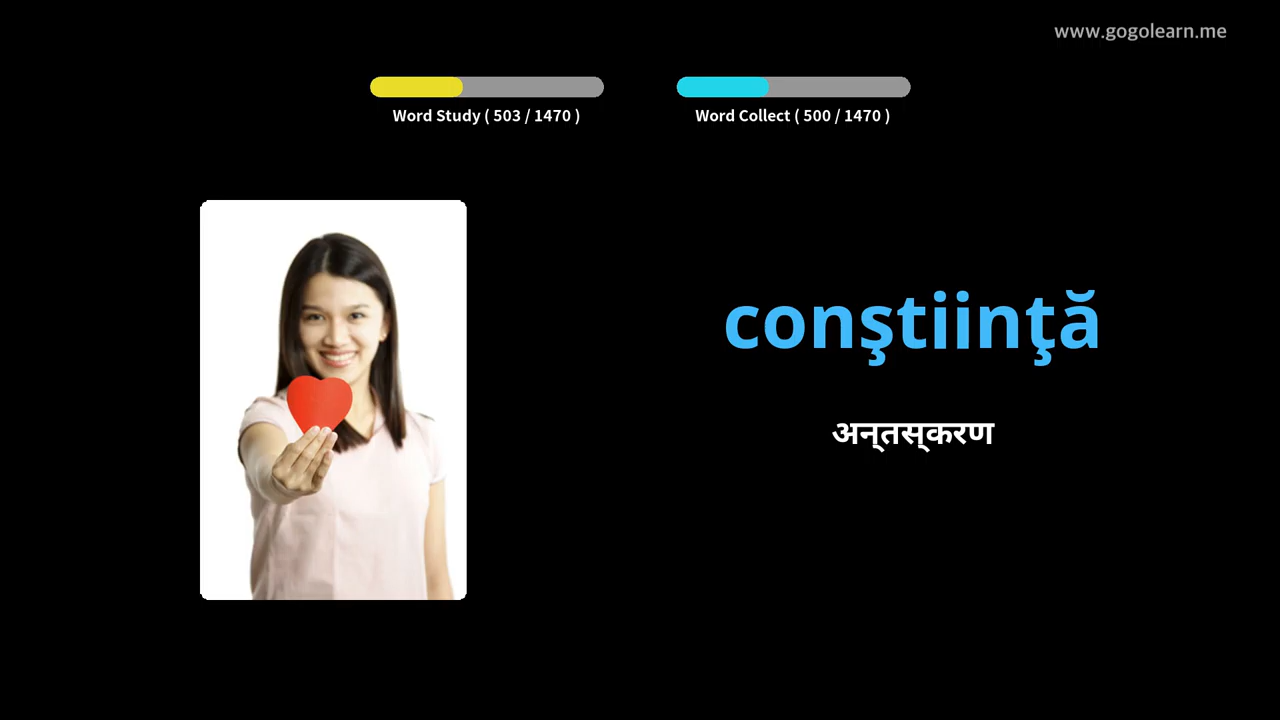 www.gogolearn.me
Word Study ( 503 / 1470 )
Word Collect ( 500 / 1470 )
conştiinţă
अन्तस्करण